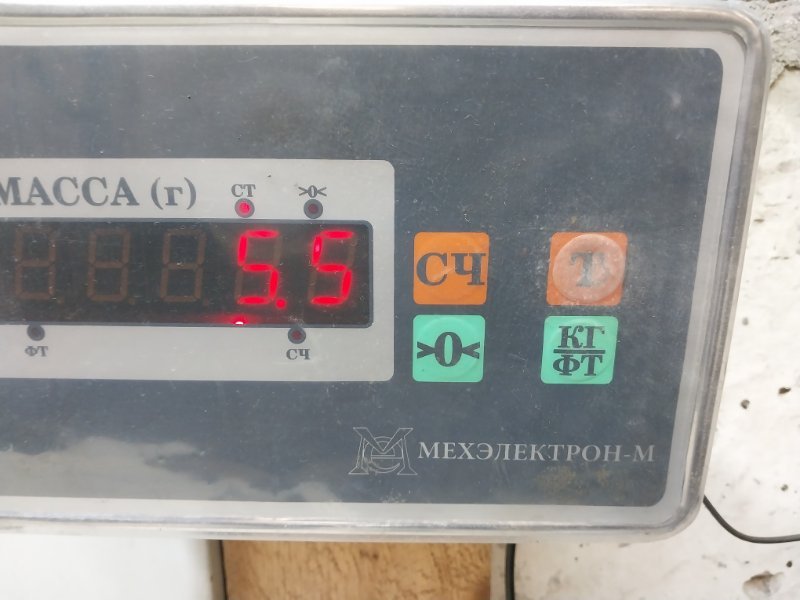 МАССА (г)
СТ >0<
5.5
ФТ СЧ
СЧ Т
>0< КГ
ФТ
МЕХЭЛЕКТРОН-М